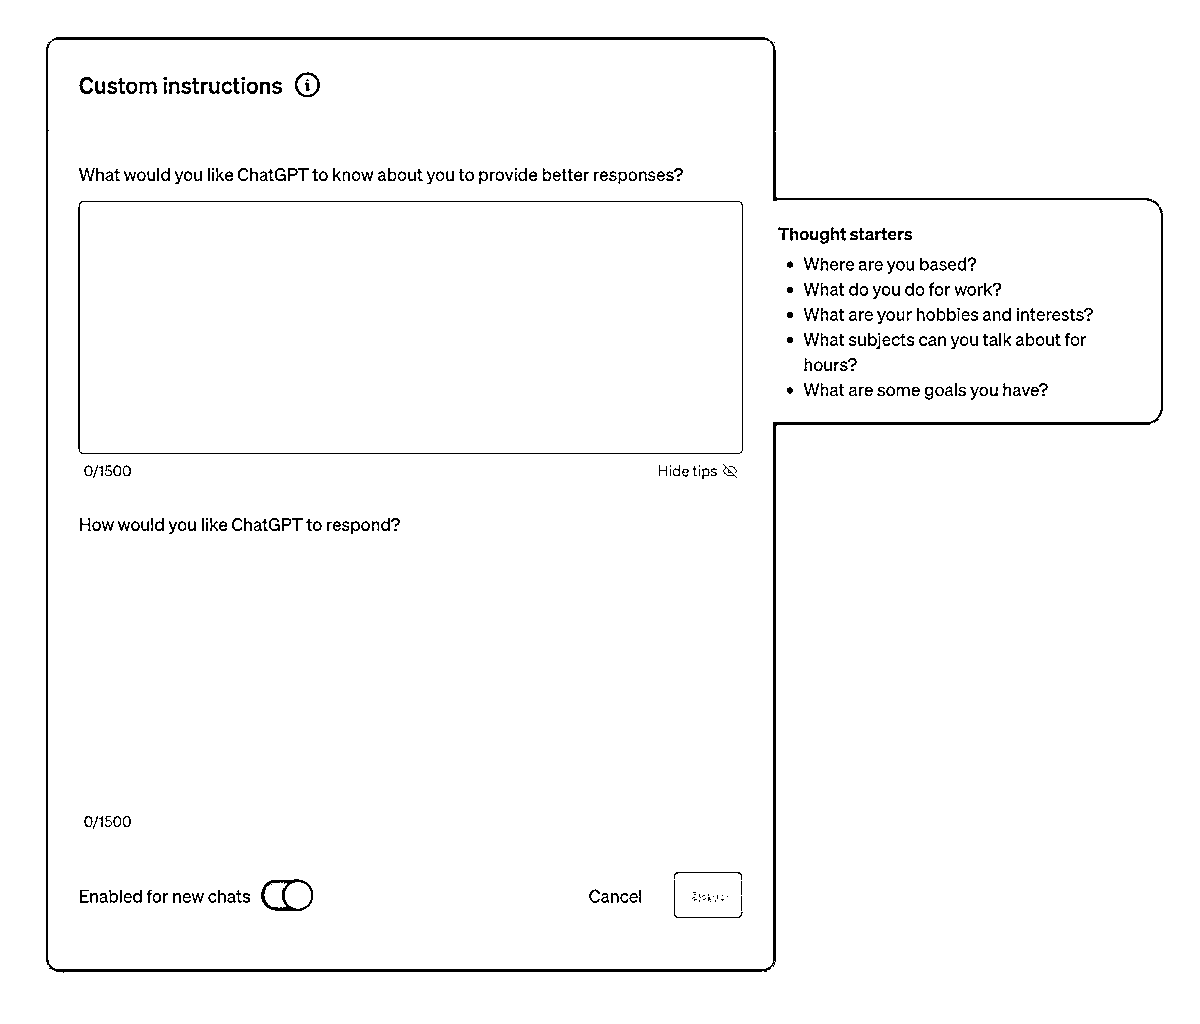 Custom instructions
What would you like ChatGPT to know about you to provide better responses?
Thought starters
• Where are you based?
• What do you do for work?
• What are your hobbies and interests?
• What subjects can you talk about for
hours?
• What are some goals you have?
0/1500
Hide tips
How would you like ChatGPT to respond?
0/1500
Enabled for new chats
Cancel